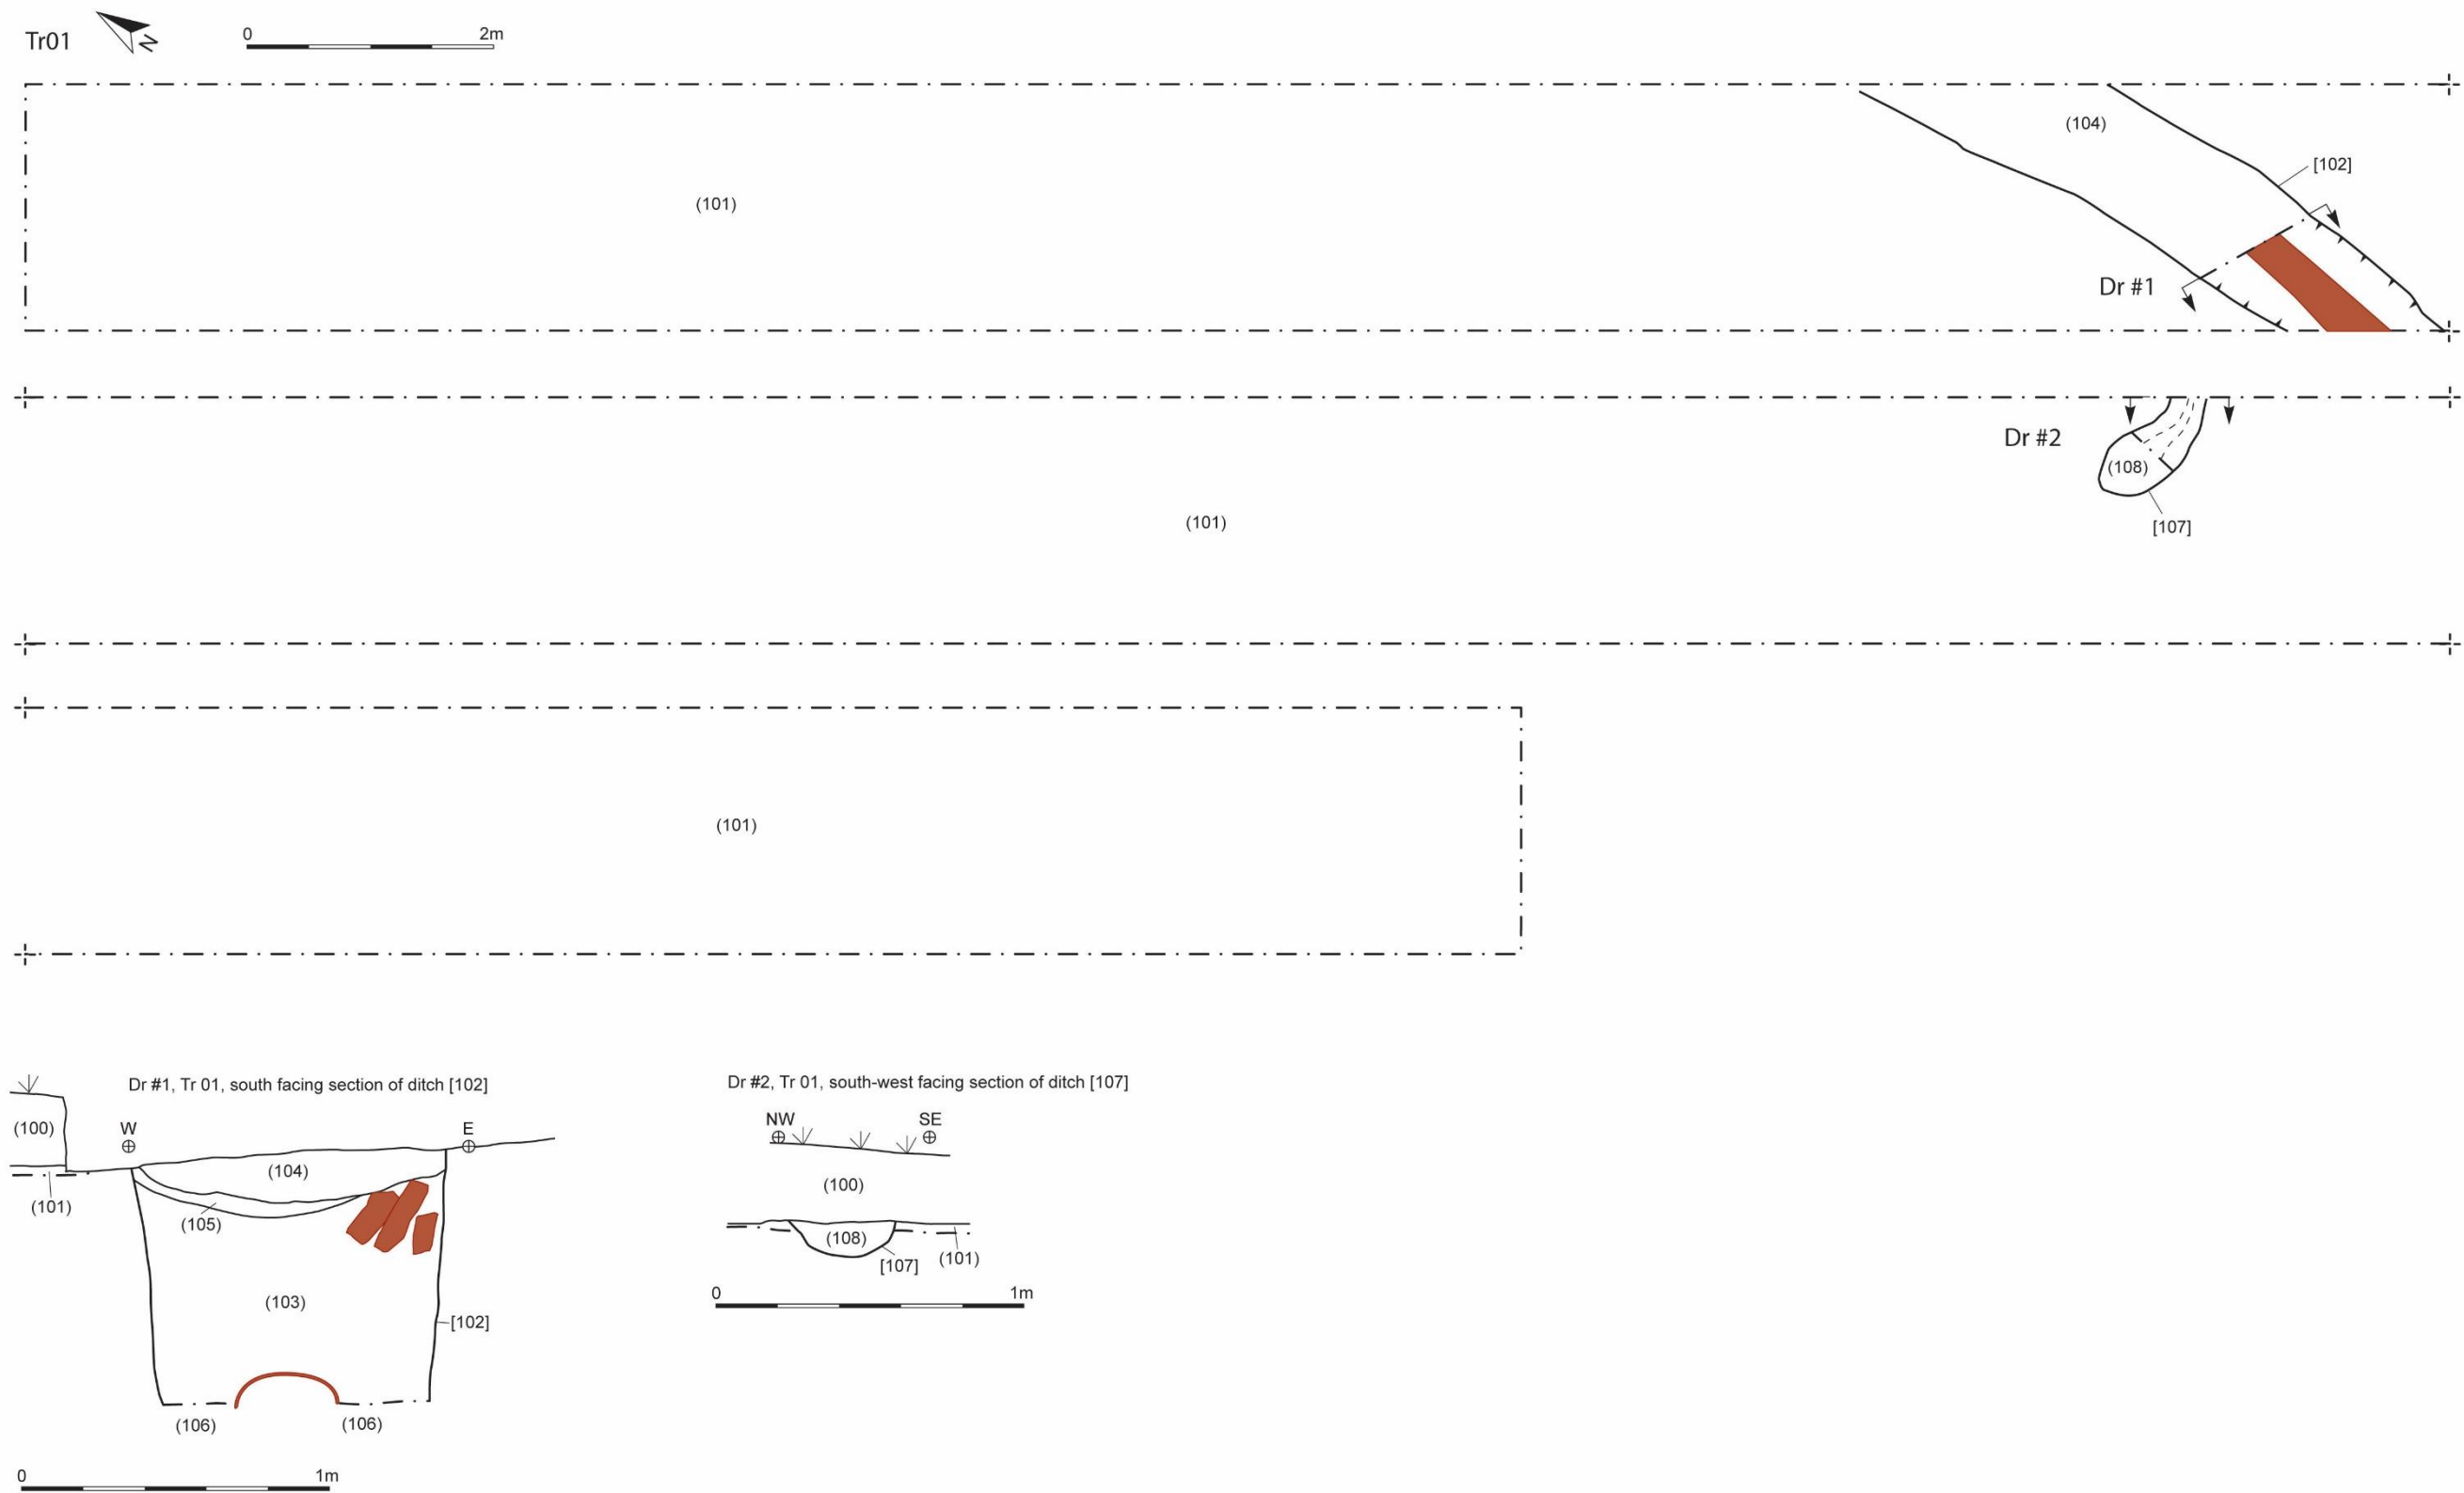 Tr01
N
0 2m
(104)
[102]
(101)
Dr #1
Dr #2
(108)
[107]
(101)
(101)
Dr #1, Tr 01, south facing section of ditch [102]
W E
(100)
(104)
(101)
(105)
(103)
[102]
(106) (106)
0 1m
Dr #2, Tr 01, south-west facing section of ditch [107]
NW SE
(100)
(108)
[107] (101)
0 1m